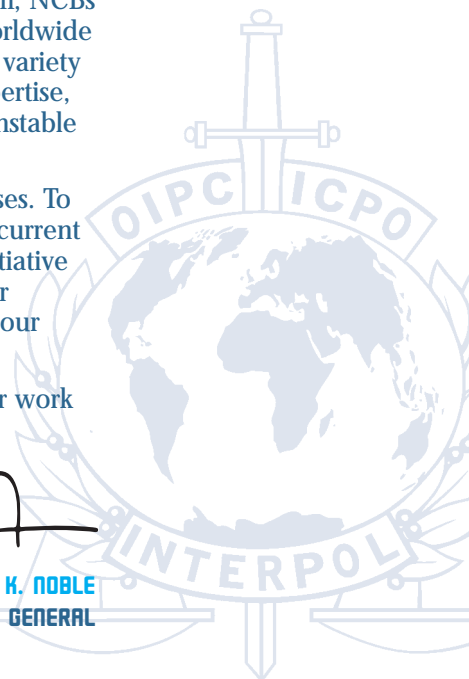 n, NCBs
orldwide
variety
ertise,
nstable
ses. To
current
tiative
r
our
r work
K. NOBLE
GENERAL
OIPC ICPO
INTERPOL